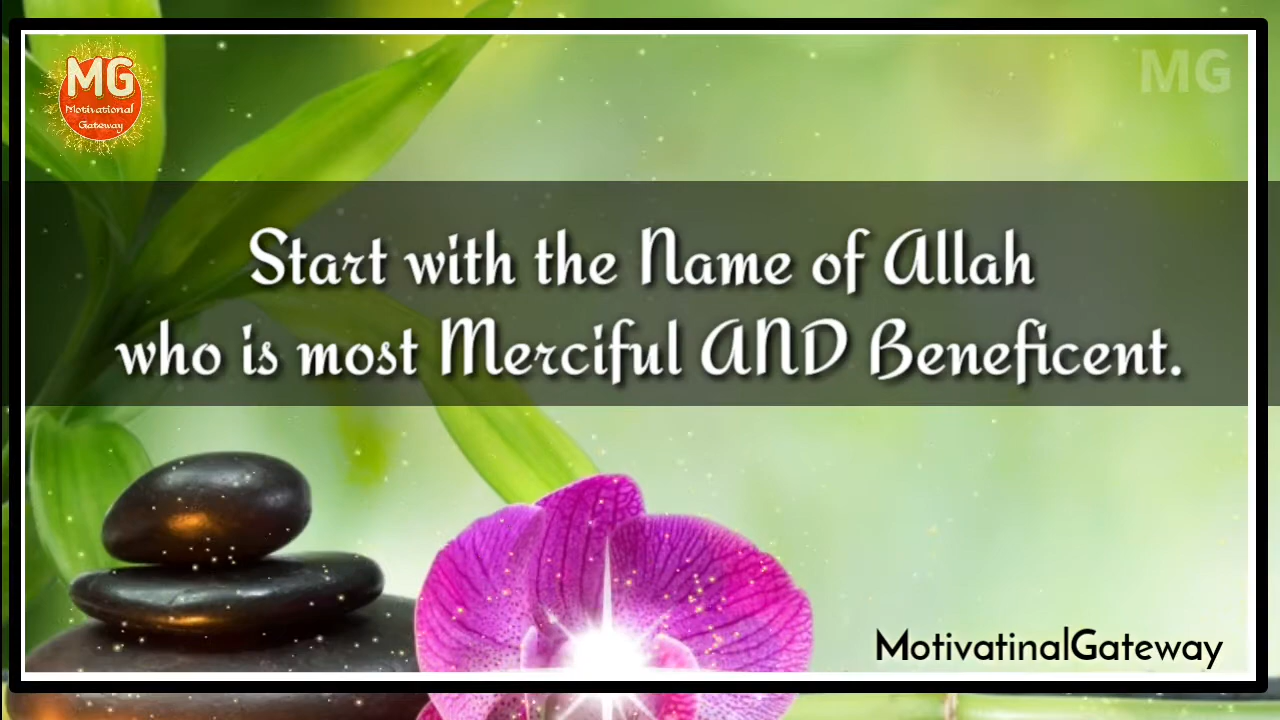 MG
Motivational
Gateway
MG
Start with the Name of Allah
who is most Merciful AND Beneficent.
MotivatinalGateway